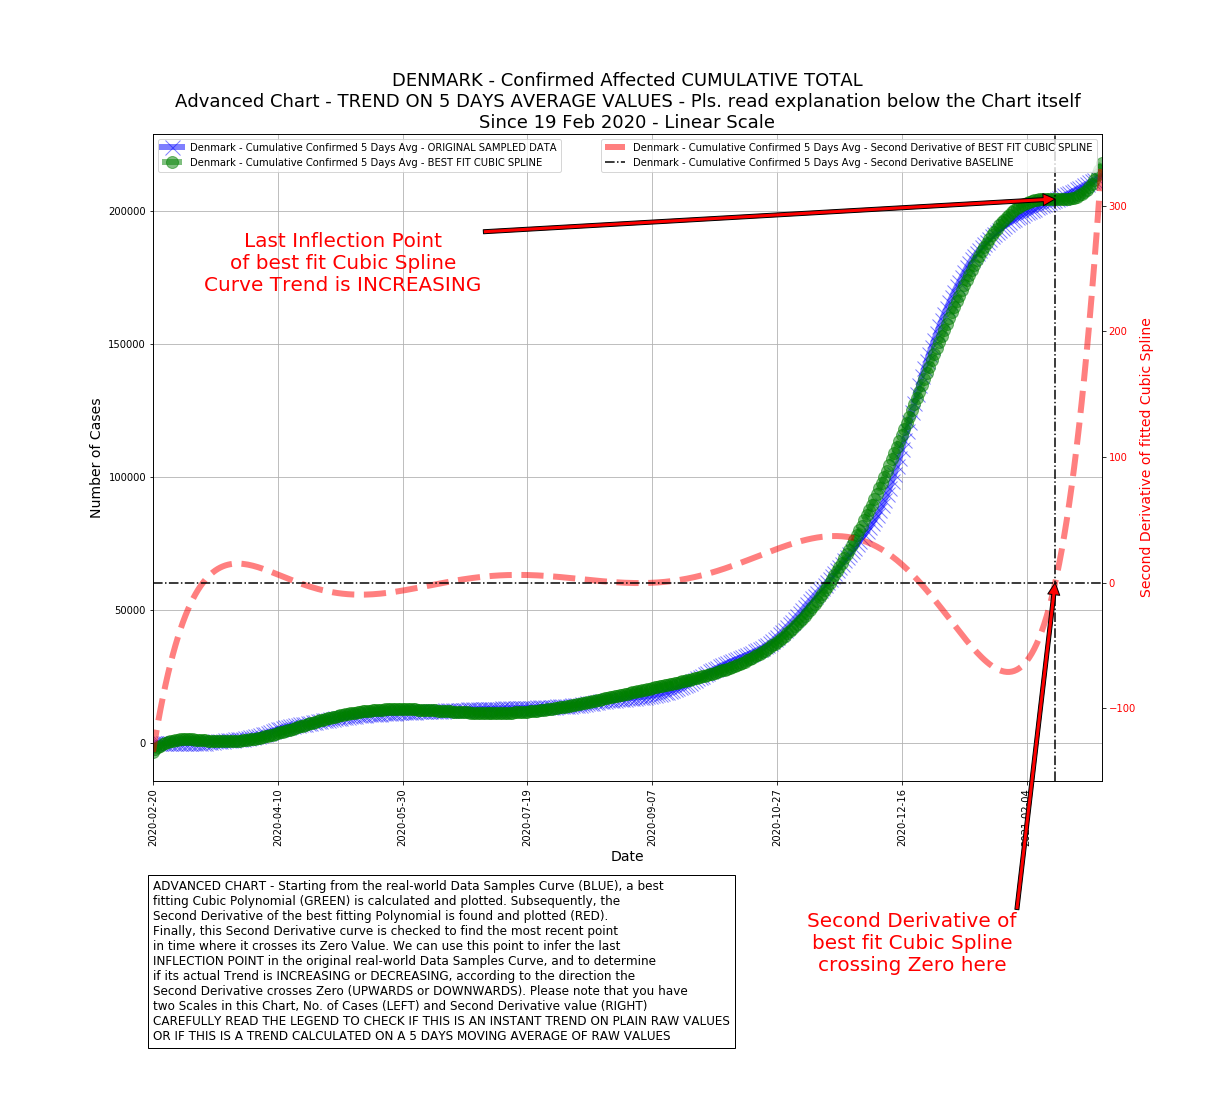 DENMARK - Confirmed Affected CUMULATIVE TOTAL
Advanced Chart - TREND ON 5 DAYS AVERAGE VALUES - Pls. read explanation below the Chart itself
Since 19 Feb 2020 - Linear Scale
Denmark - Cumulative Confirmed 5 Days Avg - ORIGINAL SAMPLED DATA
Denmark - Cumulative Confirmed 5 Days Avg - BEST FIT CUBIC SPLINE
Denmark - Cumulative Confirmed 5 Days Avg - Second Derivative of BEST FIT CUBIC SPLINE
Denmark - Cumulative Confirmed 5 Days Avg - Second Derivative BASELINE
Last Inflection Point
of best fit Cubic Spline
Curve Trend is INCREASING
Number of Cases
200000
150000
100000
50000
0
300
200
100
0
−100
Second Derivative of fitted Cubic Spline
2020-02-20
2020-04-10
2020-05-30
2020-07-19
2020-09-07
2020-10-27
2020-12-16
2021-02-04
Date
Second Derivative of
best fit Cubic Spline
crossing Zero here
ADVANCED CHART - Starting from the real-world Data Samples Curve (BLUE), a best
fitting Cubic Polynomial (GREEN) is calculated and plotted. Subsequently, the
Second Derivative of the best fitting Polynomial is found and plotted (RED).
Finally, this Second Derivative curve is checked to find the most recent point
in time where it crosses its Zero Value. We can use this point to infer the last
INFLECTION POINT in the original real-world Data Samples Curve, and to determine
if its actual Trend is INCREASING or DECREASING, according to the direction the
Second Derivative crosses Zero (UPWARDS or DOWNWARDS). Please note that you have
two Scales in this Chart, No. of Cases (LEFT) and Second Derivative value (RIGHT)
CAREFULLY READ THE LEGEND TO CHECK IF THIS IS AN INSTANT TREND ON PLAIN RAW VALUES
OR IF THIS IS A TREND CALCULATED ON A 5 DAYS MOVING AVERAGE OF RAW VALUES